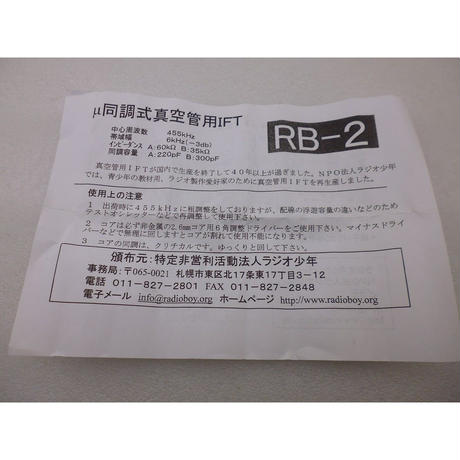 μ同調式真空管用IFT
RB-2
中心周波数 455kHz
帯域幅 6kHz(-3db)
インピーダンス A:60kΩ B:35kΩ
同調容量 A:220pF B:300pF
真空管用IFTが国内で生産を終了して40年以上が過ぎました。NPO法人ラジオ少年
では、青少年の教材用、ラジオ製作愛好家のために真空管用IFTを再生産しました。
使用上の注意
1 出荷時に455kHzに粗調整をしておりますが、配線の浮遊容量の違いなどのため
テストオシレッターなどで再調整して使用下さい。
2 コアは必ず非金属の2.6mmコア用6角調整ドライバーをご使用下さい。マイナスドライ
バーなどで無理に回しますとコアが割れて使用不能になります。
3 コアの同調は、クリチカルです。ゆっくりと回して下さい。
頒布元:特定非営利活動法人ラジオ少年
事務局:〒065-0021 札幌市東区北17条東17丁目3-12
電話 011-827-2801 FAX 011-827-2848
電子メール info@radioboy.org ホームページ http://www.radioboy.org